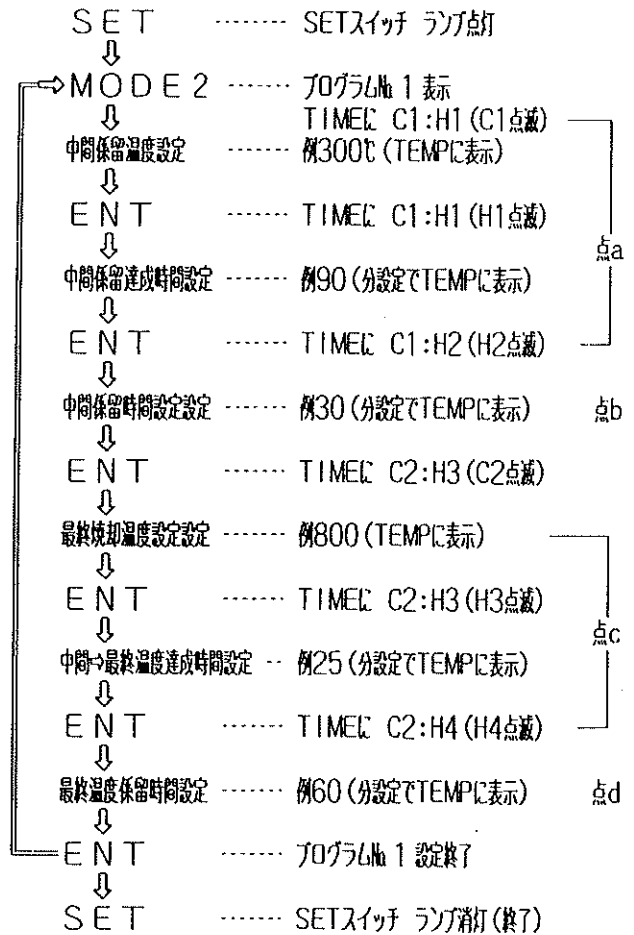 SET ‥‥‥‥ SETスイッチ ランプ点灯
⇩
⇨MODE2 ‥‥‥ プログラム№1表示
⇩ TIMEに C1:H1(C1点滅)
中間保留温度設定 ‥‥‥ 例300℃(TEMPに表示)
⇩
ENT ‥‥‥‥ TIMEに C1:H1(H1点滅)
⇩ 点a
中間保留達成時間設定 ‥‥‥ 例90(分設定でTEMPに表示)
⇩
ENT ‥‥‥‥ TIMEに C1:H2(H2点滅)
⇩
中間保留時間設定設定 ‥‥‥‥ 例30(分設定でTEMPに表示) 点b
⇩
ENT ‥‥‥‥ TIMEに C2:H3(C2点滅)
⇩
最終焼却温度設定設定 ‥‥‥‥ 例800(TEMPに表示)
⇩
ENT ‥‥‥‥ TIMEに C2:H3(H3点滅)
⇩ 点c
中間⇨最終温度達成時間設定 ‥ 例25(分設定でTEMPに表示)
⇩
ENT ‥‥‥‥ TIMEに C2:H4(H4点滅)
⇩
最終温度保留時間設定 ‥‥‥‥ 例60(分設定でTEMPに表示) 点d
⇩
ENT ‥‥‥‥ プログラム№1設定終了
⇩
SET ‥‥‥‥ SETスイッチ ランプ消灯(終了)